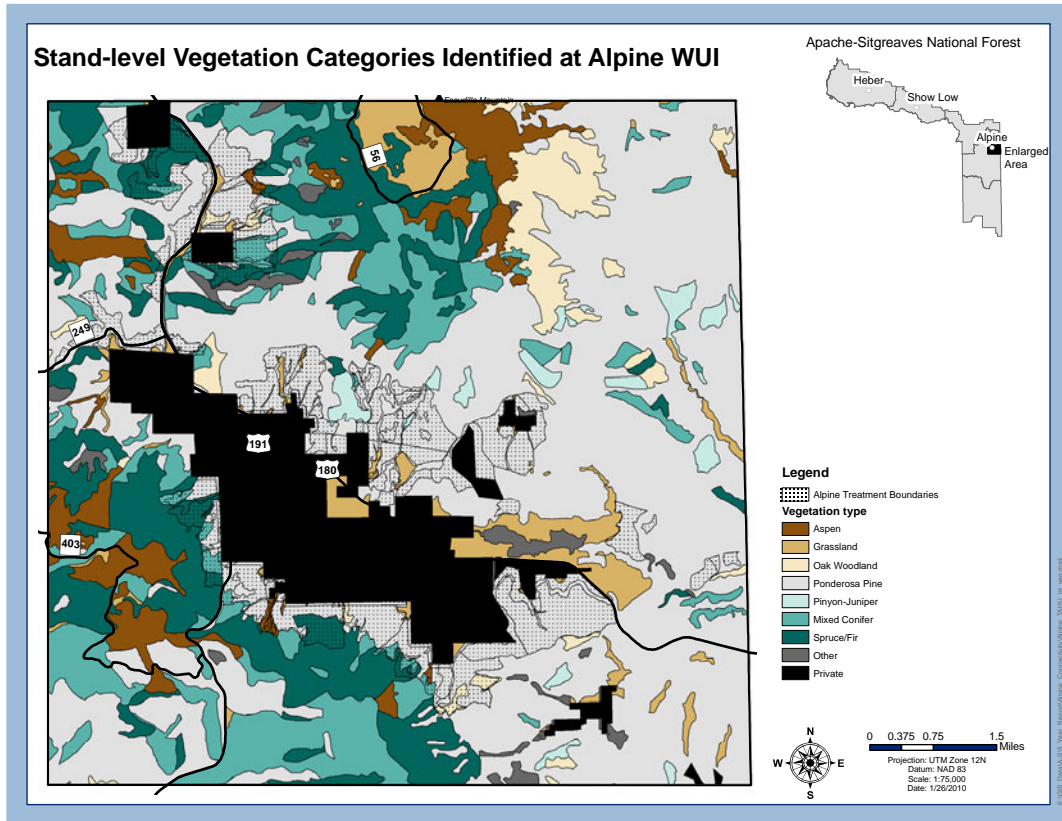 Stand-level Vegetation Categories Identified at Alpine WUI
Apache-Sitgreaves National Forest
Heber
Show Low
Alpine
Enlarged
Area
Escudilla Mountain
56
249
191
180
403
Legend
Alpine Treatment Boundaries
Vegetation type
Aspen
Grassland
Oak Woodland
Ponderosa Pine
Pinyon-Juniper
Mixed Conifer
Spruce/Fir
Other
Private
N
W E
S
0 0.375 0.75 1.5
Miles
Projection: UTM Zone 12N
Datum: NAD 83
Scale: 1:75,000
Date: 1/26/2010